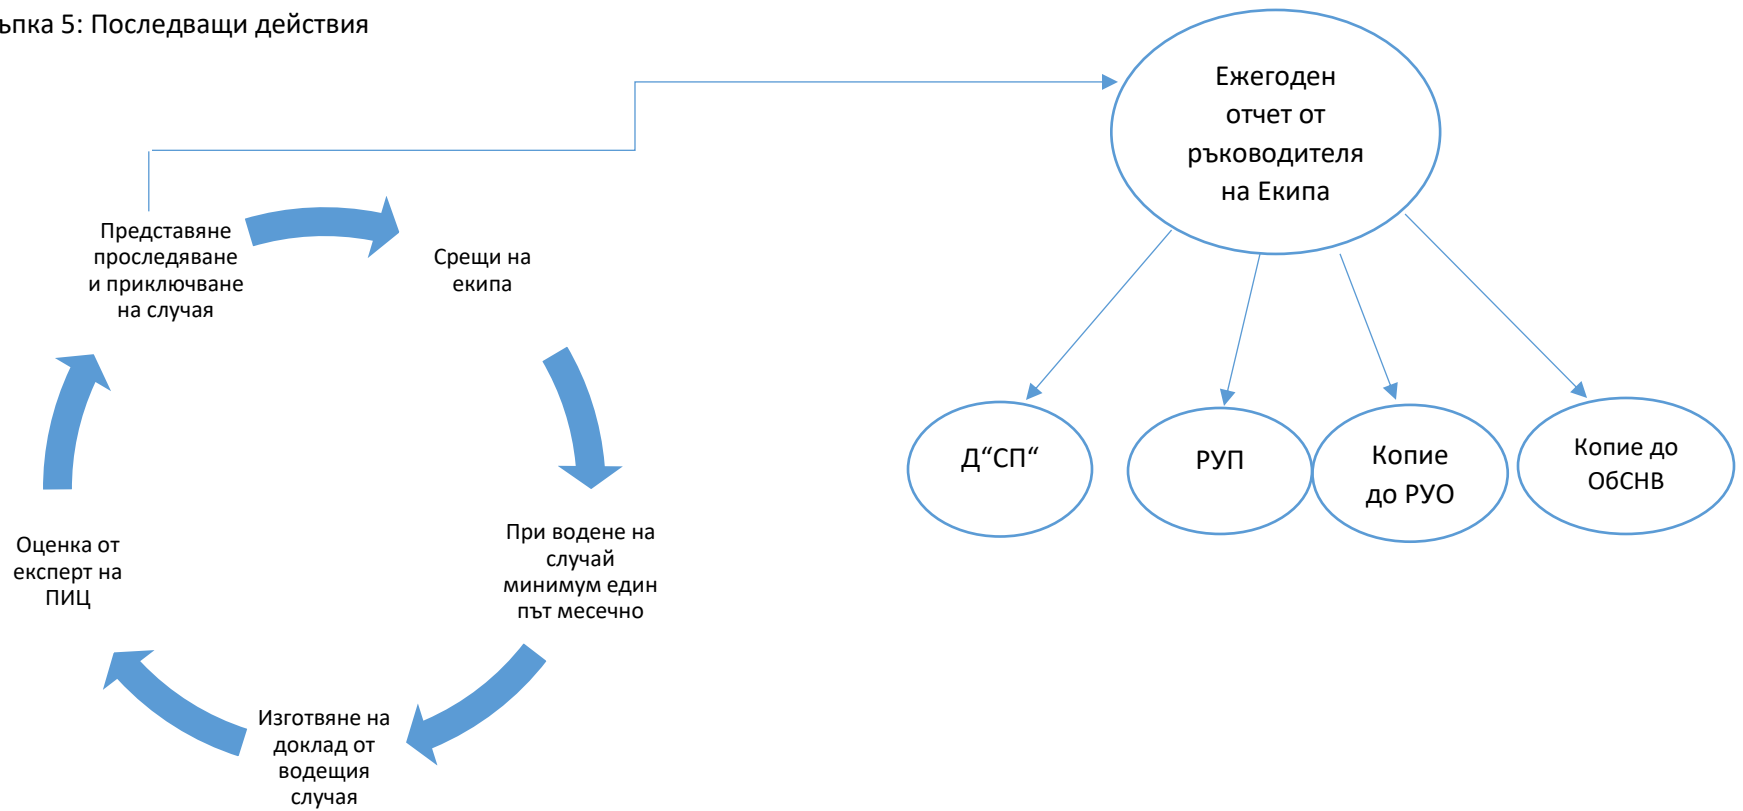 ъпка 5: Последващи действия
Ежегоден
отчет от
ръководителя
на Екипа
Представяне
проследяване
и приключване
на случая
Срещи на
екипа
При водене на
случай
минимум един
път месечно
Изготвяне на
доклад от
водещия
случая
Оценка от
експерт на
ПИЦ
Д“СП“
РУП
Копие
до РУО
Копие до
ОбСНВ